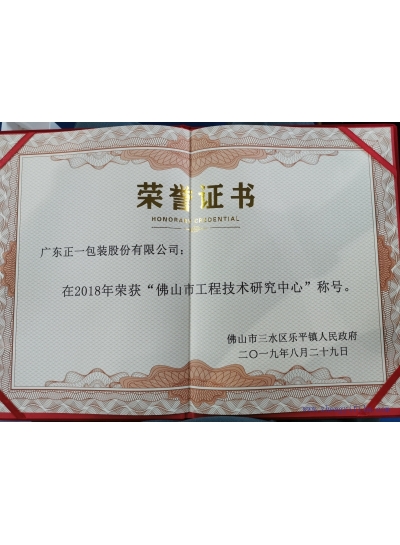 荣誉证书
HONORARY CREDENTIAL
广东正一包装股份有限公司：
在2018年荣获“佛山市工程技术研究中心”称号。
佛山市三水区乐平镇人民政府
二〇一九年八月二十九日